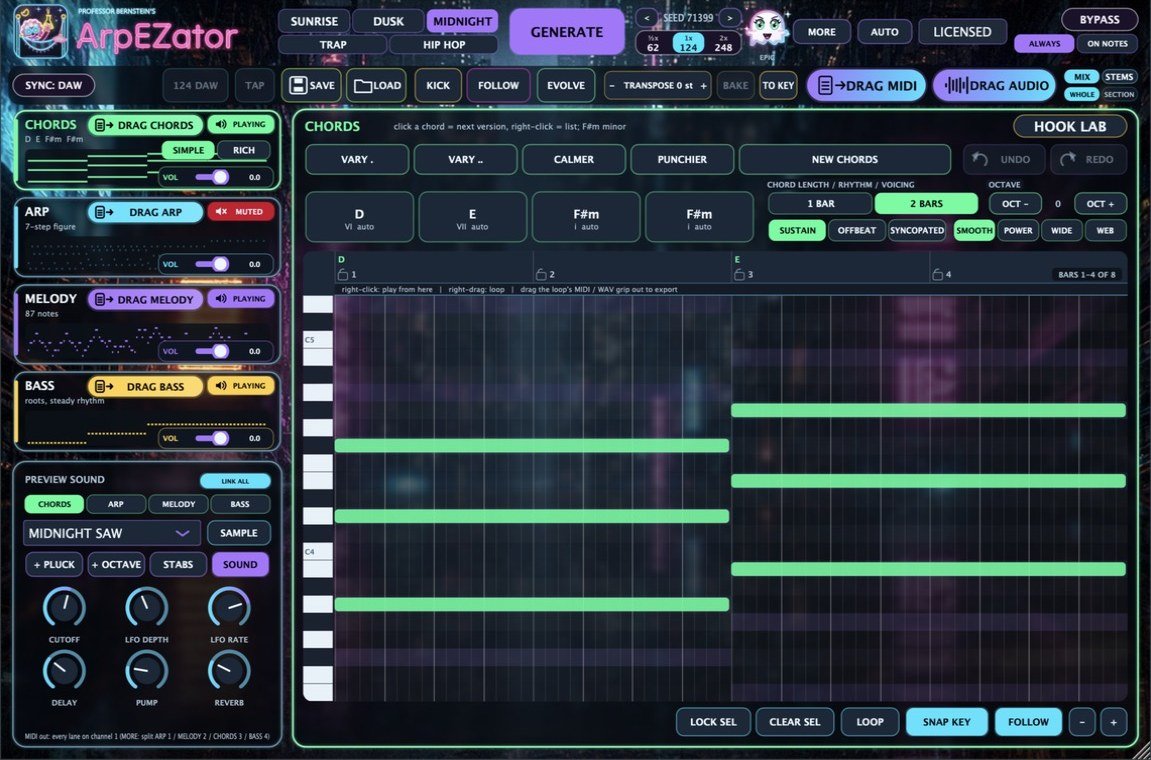 PROFESSOR BERNSTEIN'S
ArpEZator
SUNRISE
DUSK
MIDNIGHT
TRAP
HIP HOP
GENERATE
<
SEED 71399
>
½x
62
1x
124
2x
248
EPIC
MORE
AUTO
LICENSED
BYPASS
ALWAYS
ON NOTES
SYNC: DAW
124 DAW
TAP
SAVE
LOAD
KICK
FOLLOW
EVOLVE
- TRANSPOSE 0 st +
BAKE
TO KEY
DRAG MIDI
DRAG AUDIO
MIX
STEMS
WHOLE
SECTION
CHORDS
DRAG CHORDS
PLAYING
D E F#m F#m
SIMPLE
RICH
VOL
0.0
ARP
DRAG ARP
MUTED
7-step figure
VOL
0.0
MELODY
DRAG MELODY
PLAYING
87 notes
VOL
0.0
BASS
DRAG BASS
PLAYING
roots, steady rhythm
VOL
0.0
PREVIEW SOUND
LINK ALL
CHORDS
ARP
MELODY
BASS
MIDNIGHT SAW
SAMPLE
+ PLUCK
+ OCTAVE
STABS
SOUND
CUTOFF
LFO DEPTH
LFO RATE
DELAY
PUMP
REVERB
MIDI out: every lane on channel 1 (MORE: split ARP 1 / MELODY 2 / CHORDS 3 / BASS 4)
CHORDS
click a chord = next version, right-click = list; F#m minor
HOOK LAB
VARY .
VARY ..
CALMER
PUNCHIER
NEW CHORDS
UNDO
REDO
D
VI auto
E
VII auto
F#m
i auto
F#m
i auto
CHORD LENGTH / RHYTHM / VOICING
OCTAVE
1 BAR
2 BARS
OCT -
0
OCT +
SUSTAIN
OFFBEAT
SYNCOPATED
SMOOTH
POWER
WIDE
WEB
D
E
1
2
3
4
BARS 1-4 OF 8
right-click: play from here | right-drag: loop | drag the loop's MIDI / WAV grip out to export
C5
C4
LOCK SEL
CLEAR SEL
LOOP
SNAP KEY
FOLLOW
-
+